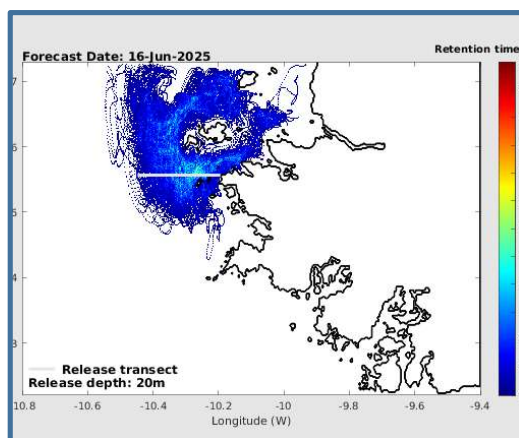 Forecast Date: 16-Jun-2025
Retention time
7
6
5
4
3
Release transect
Release depth: 20m
10.8
-10.6
-10.4
-10.2
-10
-9.8
-9.6
-9.4
Longitude (W)